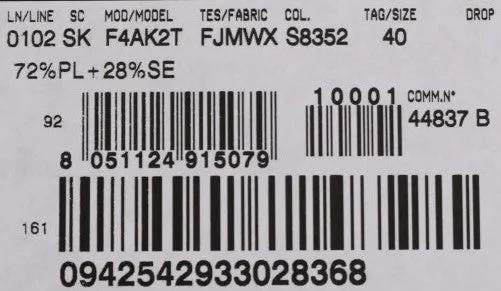 LN/LINE SC MOD/MODEL TES/FABRIC COL. TAG/SIZE DROP
0102 SK F4AK2T FJMWX S8352 40
72%PL+28%SE
10001 COMM.N°
92 44837 B
8 051124 915079
161
0942542933028368